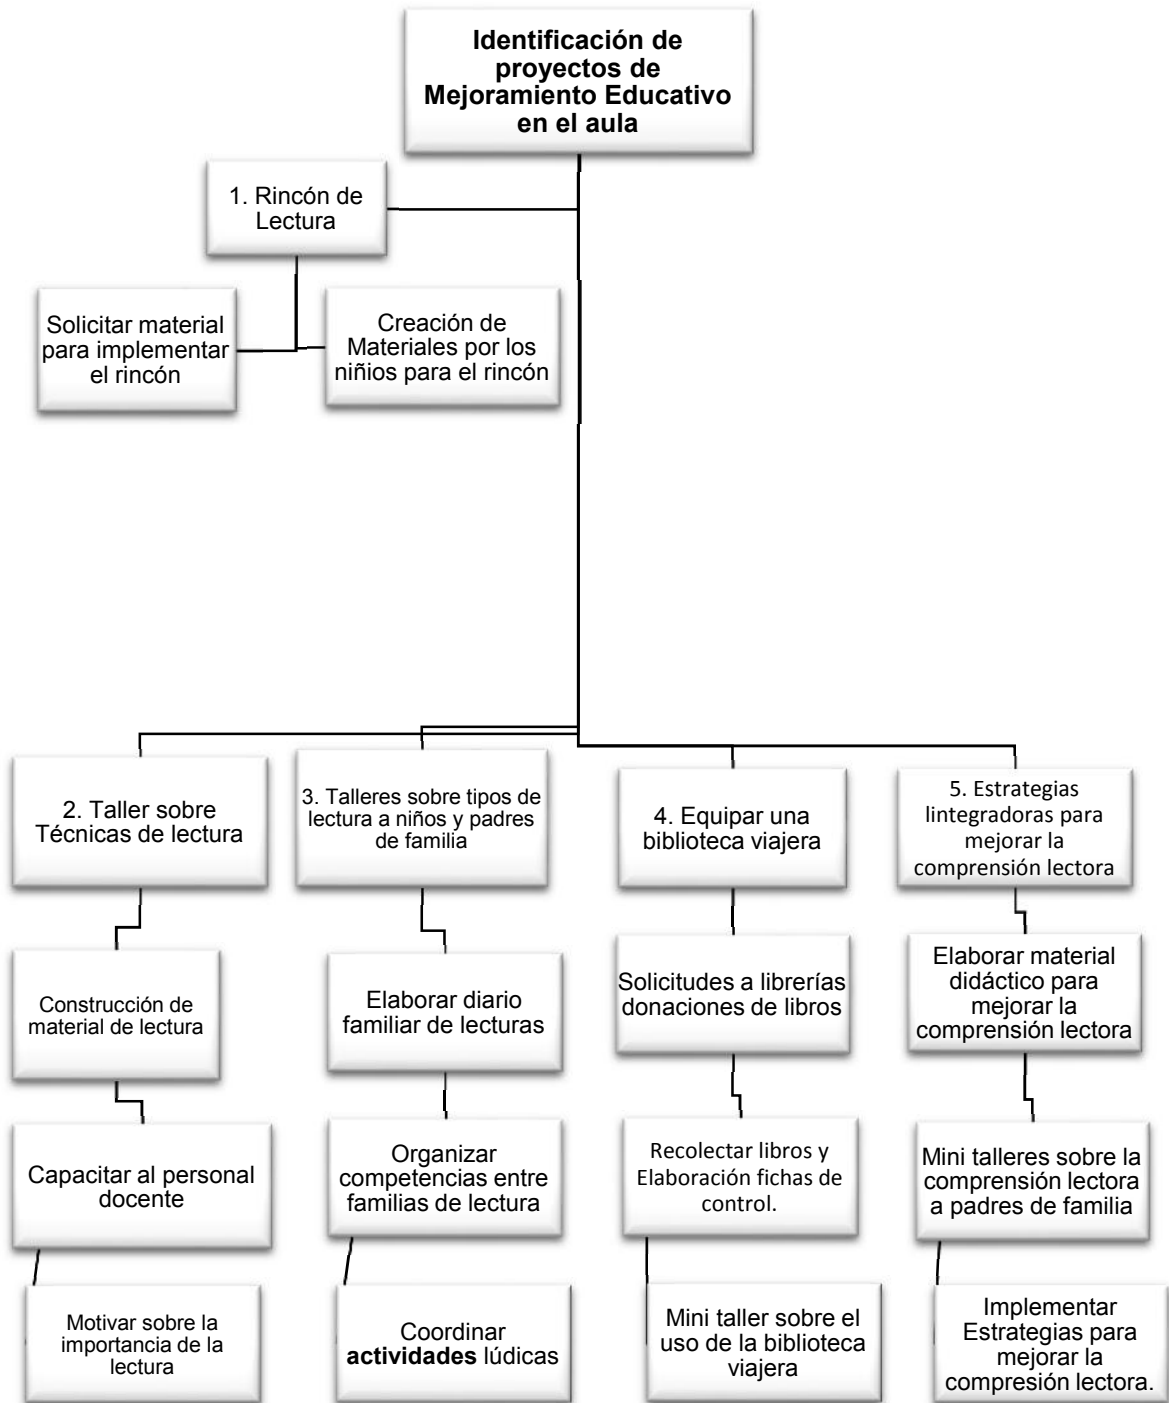 Identificación de
proyectos de
Mejoramiento Educativo
en el aula
1. Rincón de
Lectura
Solicitar material
para implementar
el rincón
Creación de
Materiales por los
niñios para el rincón
2. Taller sobre
Técnicas de lectura
3. Talleres sobre tipos de
lectura a niños y padres
de familia
4. Equipar una
biblioteca viajera
5. Estrategias
lintegradoras para
mejorar la
comprensión lectora
Construcción de
material de lectura
Elaborar diario
familiar de lecturas
Solicitudes a librerías
donaciones de libros
Elaborar material
didáctico para
mejorar la
comprensión lectora
Capacitar al personal
docente
Organizar
competencias entre
familias de lectura
Recolectar libros y
Elaboración fichas de
control.
Mini talleres sobre la
comprensión lectora
a padres de familia
Motivar sobre la
importancia de la
lectura
Coordinar
actividades lúdicas
Mini taller sobre el
uso de la biblioteca
viajera
Implementar
Estrategias para
mejorar la
compresión lectora.